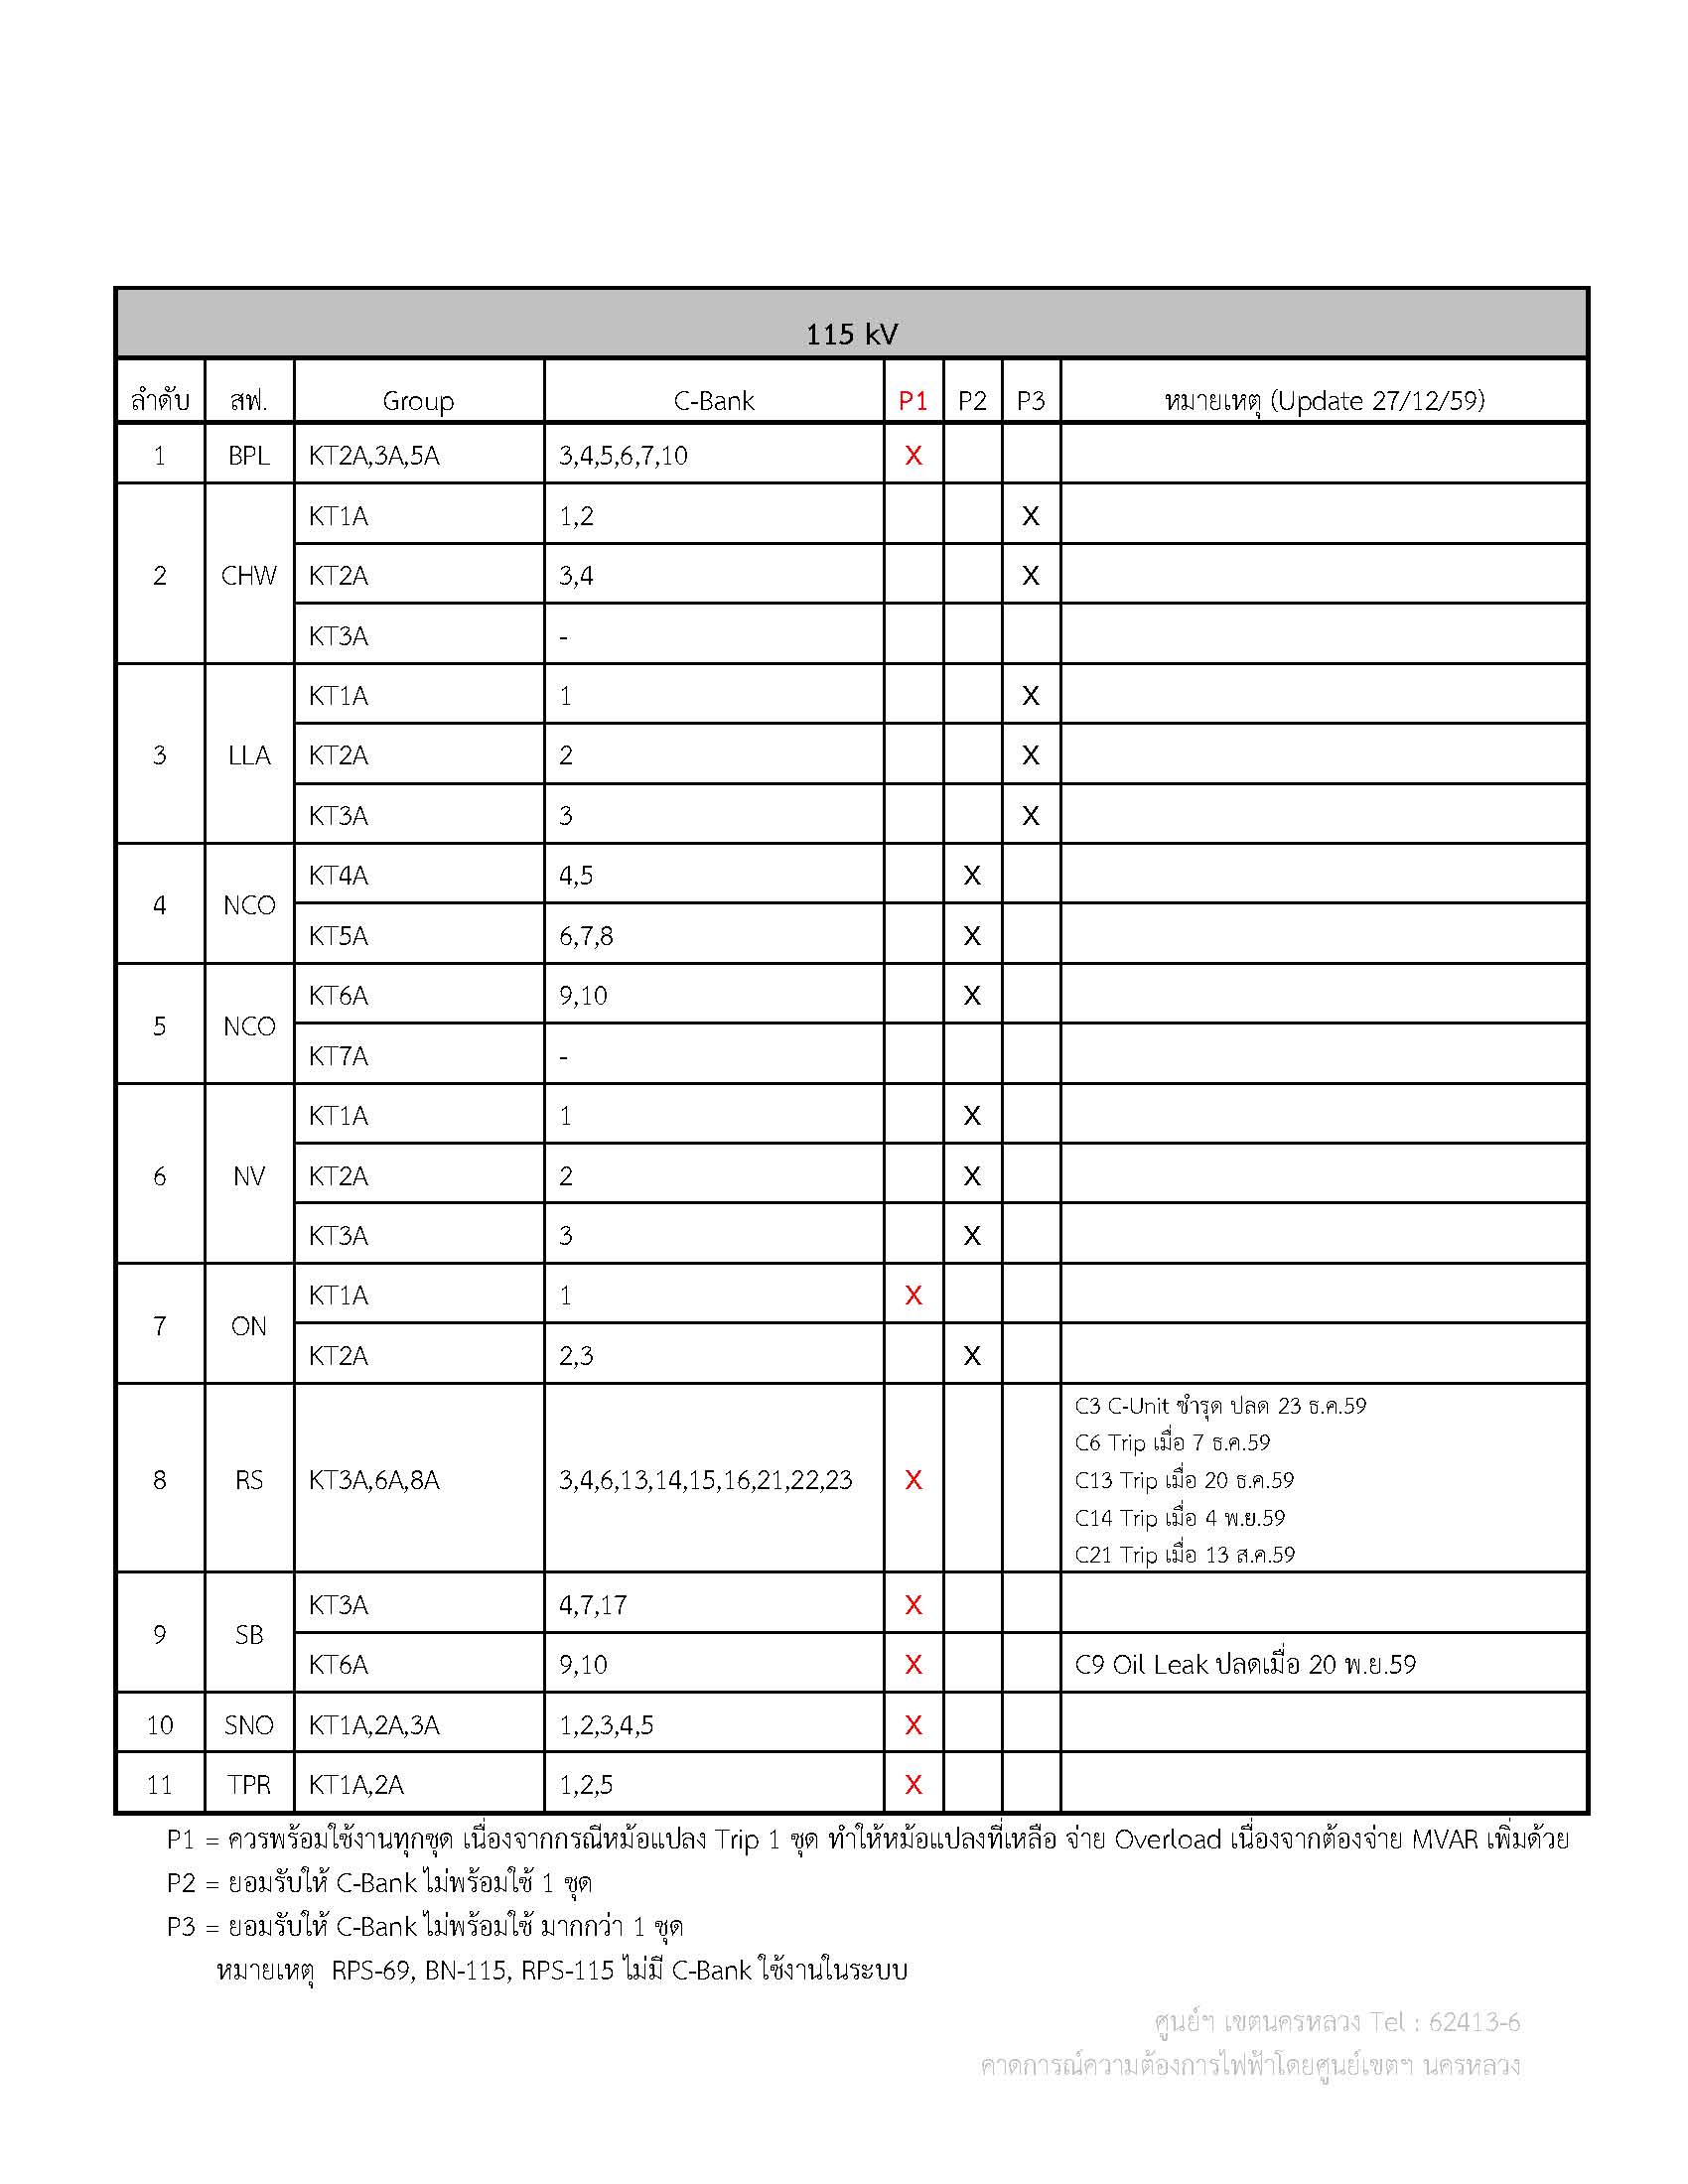 115 kV
ลำดับ สฟ. Group C-Bank P1 P2 P3 หมายเหตุ (Update 27/12/59)
1 BPL KT2A,3A,5A 3,4,5,6,7,10 X
2 CHW KT1A 1,2 X
KT2A 3,4 X
KT3A -
3 LLA KT1A 1 X
KT2A 2 X
KT3A 3 X
4 NCO KT4A 4,5 X
KT5A 6,7,8 X
5 NCO KT6A 9,10 X
KT7A -
6 NV KT1A 1 X
KT2A 2 X
KT3A 3 X
7 ON KT1A 1 X
KT2A 2,3 X
8 RS KT3A,6A,8A 3,4,6,13,14,15,16,21,22,23 X
C3 C-Unit ชำรุด ปลด 23 ธ.ค.59
C6 Trip เมื่อ 7 ธ.ค.59
C13 Trip เมื่อ 20 ธ.ค.59
C14 Trip เมื่อ 4 พ.ย.59
C21 Trip เมื่อ 13 ส.ค.59
9 SB KT3A 4,7,17 X
KT6A 9,10 X C9 Oil Leak ปลดเมื่อ 20 พ.ย.59
10 SNO KT1A,2A,3A 1,2,3,4,5 X
11 TPR KT1A,2A 1,2,5 X
P1 = ควรพร้อมใช้งานทุกชุด เนื่องจากกรณีหม้อแปลง Trip 1 ชุด ทำให้หม้อแปลงที่เหลือ จ่าย Overload เนื่องจากต้องจ่าย MVAR เพิ่มด้วย
P2 = ยอมรับให้ C-Bank ไม่พร้อมใช้ 1 ชุด
P3 = ยอมรับให้ C-Bank ไม่พร้อมใช้ มากกว่า 1 ชุด
หมายเหตุ RPS-69, BN-115, RPS-115 ไม่มี C-Bank ใช้งานในระบบ
ศูนย์ฯ เขตนครหลวง Tel : 62413-6
คาดการณ์ความต้องการไฟฟ้าโดยศูนย์เขตฯ นครหลวง